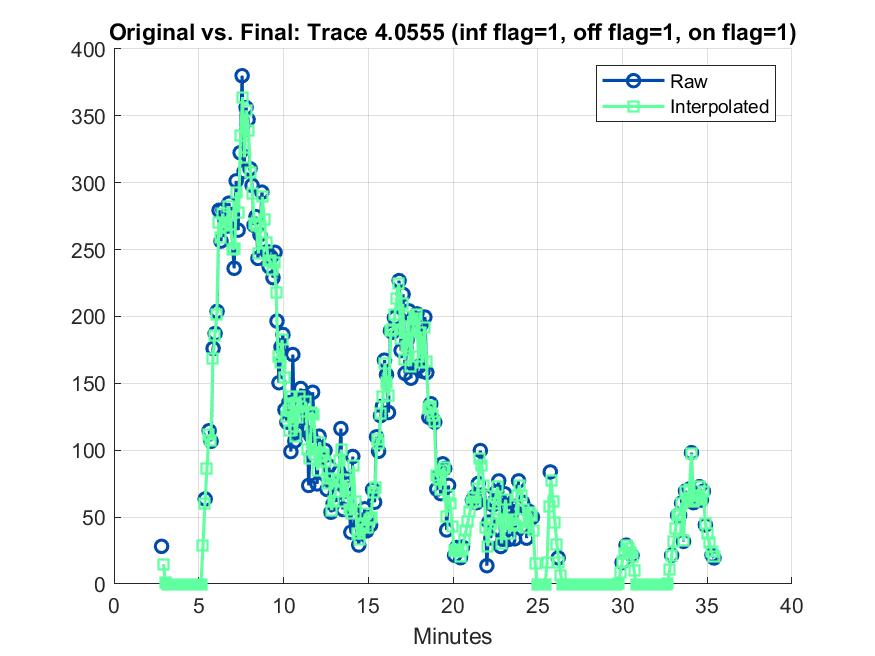 Original vs. Final: Trace 4.0555 (inf flag=1, off flag=1, on flag=1)
400
350
300
250
200
150
100
50
0
Raw
Interpolated
0 5 10 15 20 25 30 35 40
Minutes